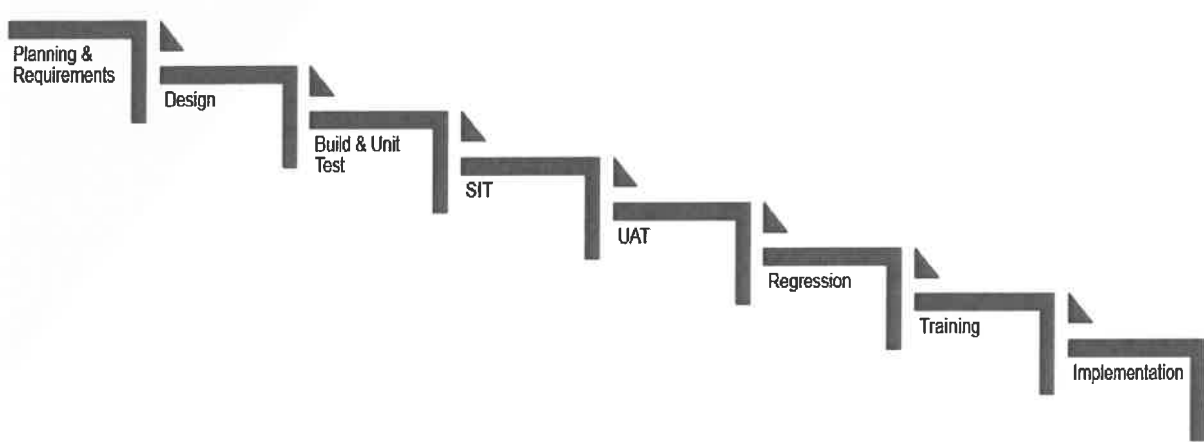 Planning &
Requirements
Design
Build & Unit
Test
SIT
UAT
Regression
Training
Implementation